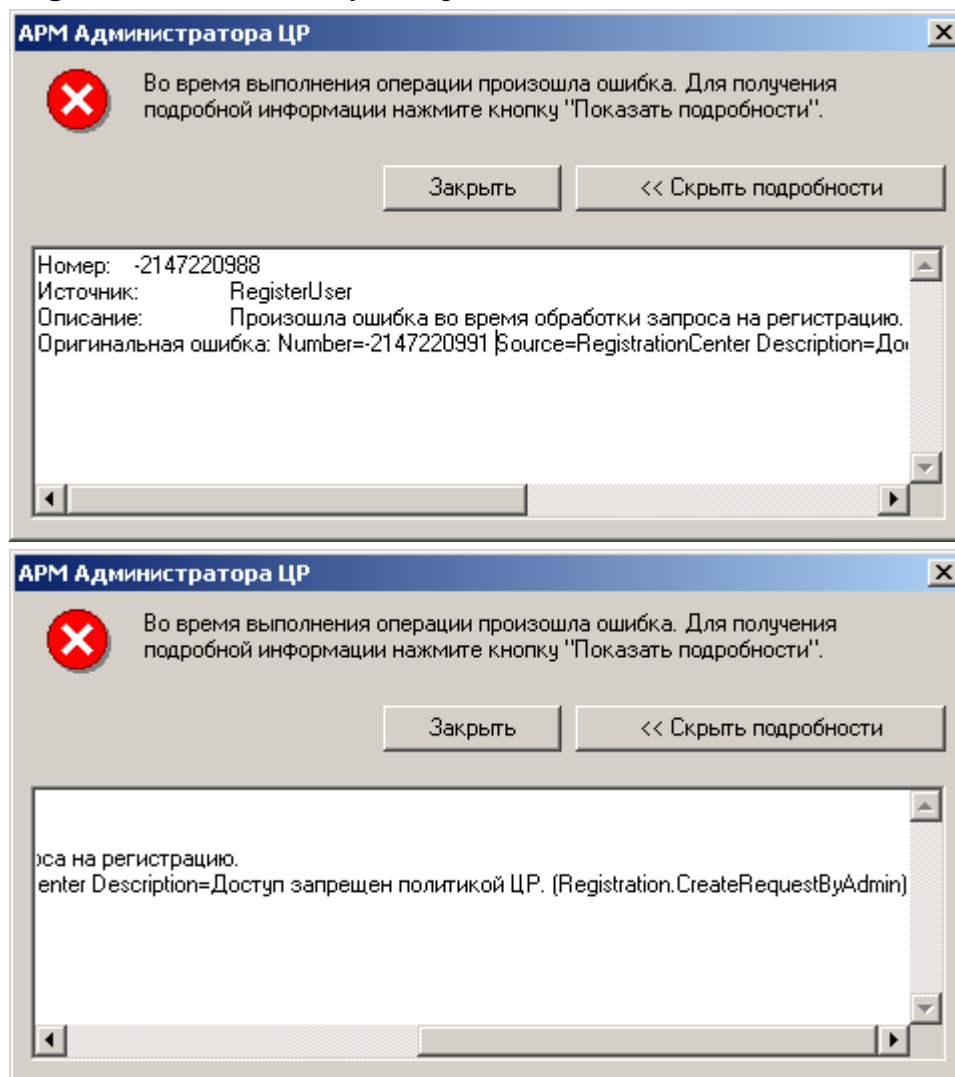 АРМ Администратора ЦР
Во время выполнения операции произошла ошибка. Для получения
подробной информации нажмите кнопку "Показать подробности".
Закрыть
<< Скрыть подробности
Номер: -2147220988
Источник: RegisterUser
Описание: Произошла ошибка во время обработки запроса на регистрацию.
Оригинальная ошибка: Number=-2147220991 Source=RegistrationCenter Description=До
АРМ Администратора ЦР
Во время выполнения операции произошла ошибка. Для получения
подробной информации нажмите кнопку "Показать подробности".
Закрыть
<< Скрыть подробности
оса на регистрацию.
enter Description=Доступ запрещен политикой ЦР. (Registration.CreateRequestByAdmin)